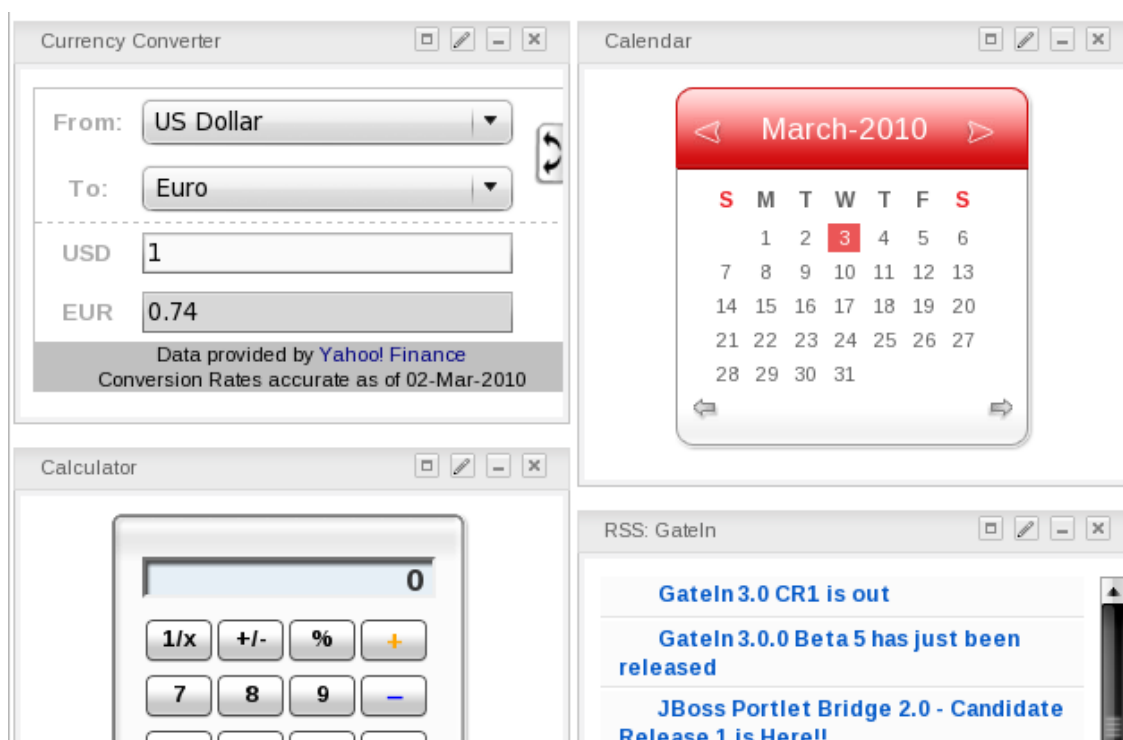 Currency Converter
From:
US Dollar
To:
Euro
USD
1
EUR
0.74
Data provided by Yahoo! Finance
Conversion Rates accurate as of 02-Mar-2010
Calendar
March-2010
S M T W T F S
1 2 3 4 5 6
7 8 9 10 11 12 13
14 15 16 17 18 19 20
21 22 23 24 25 26 27
28 29 30 31
Calculator
0
1/x +/- % +
7 8 9 –
RSS: GateIn
GateIn 3.0 CR1 is out
GateIn 3.0.0 Beta 5 has just been
released
JBoss Portlet Bridge 2.0 - Candidate
Release 1 is Here!!